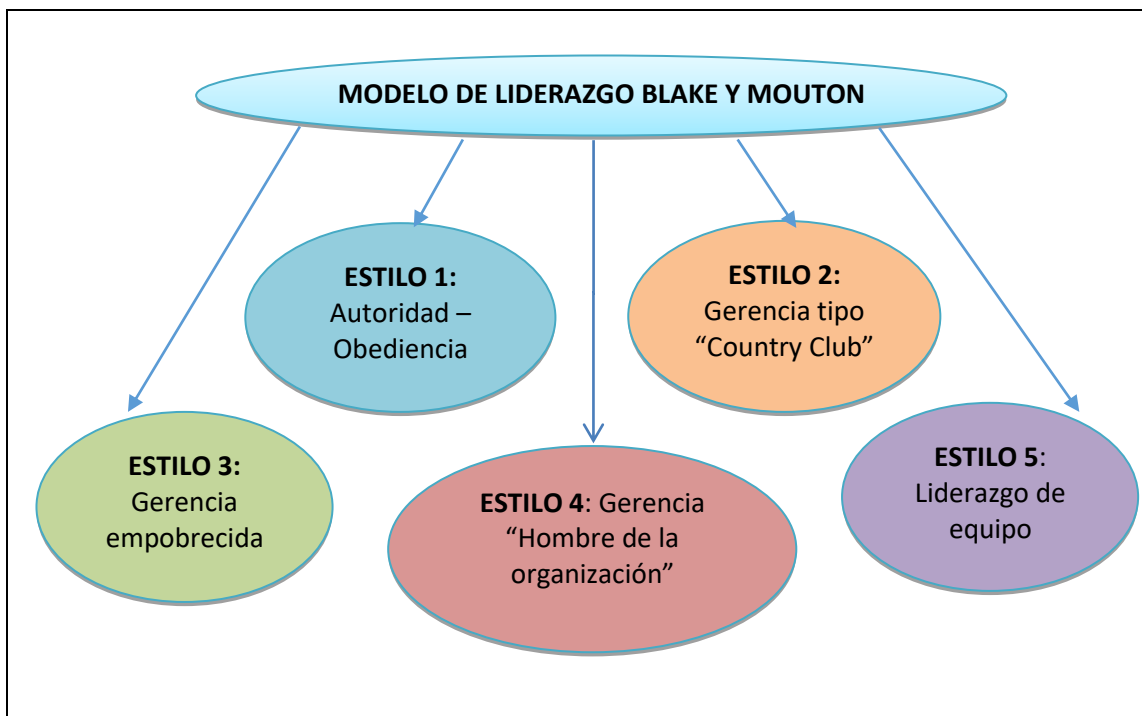 MODELO DE LIDERAZGO BLAKE Y MOUTON
ESTILO 1:
Autoridad –
Obediencia
ESTILO 2:
Gerencia tipo
“Country Club”
ESTILO 3:
Gerencia
empobrecida
ESTILO 4: Gerencia
“Hombre de la
organización”
ESTILO 5:
Liderazgo de
equipo